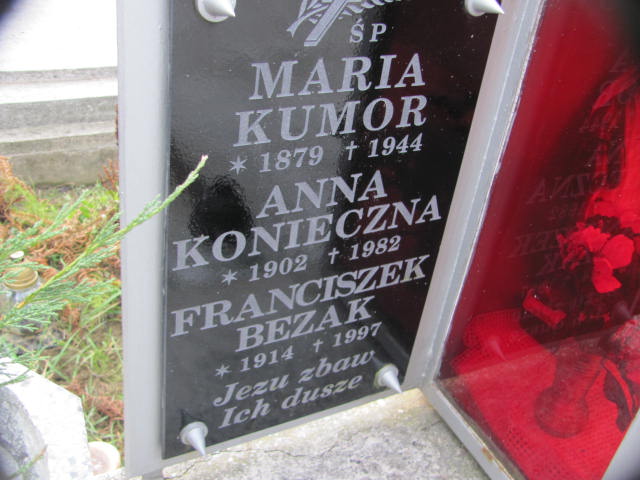 ŚP
MARIA
KUMOR
* 1879 † 1944
ANNA
KONIECZNA
* 1902 † 1982
FRANCISZEK
BEZAK
* 1914 † 1997
Jezu zbaw
Ich dusze